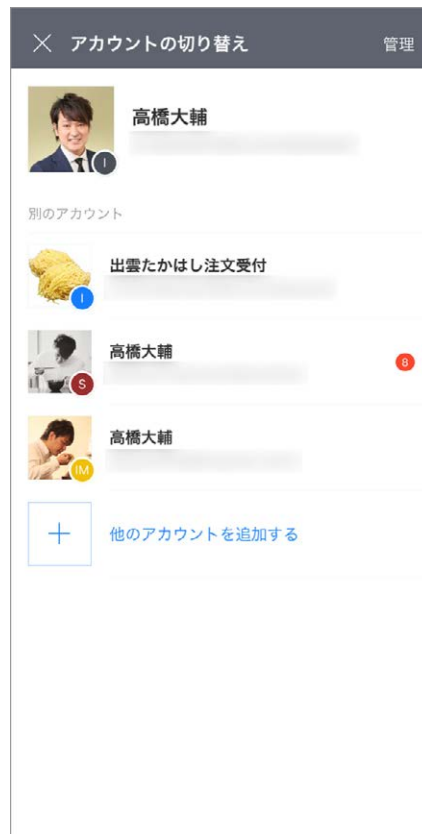 アカウントの切り替え 管理
高橋大輔
I
別のアカウント
出雲たかはし注文受付
I
高橋大輔
8
S
高橋大輔
IM
他のアカウントを追加する